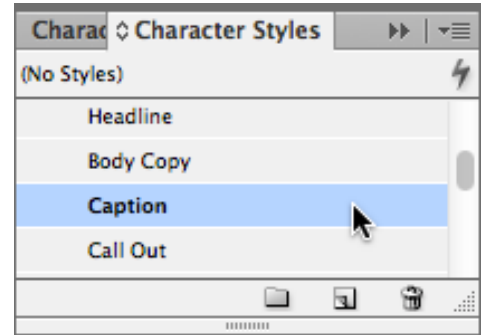 Charac Character Styles
(No Styles)
Headline
Body Copy
Caption
Call Out